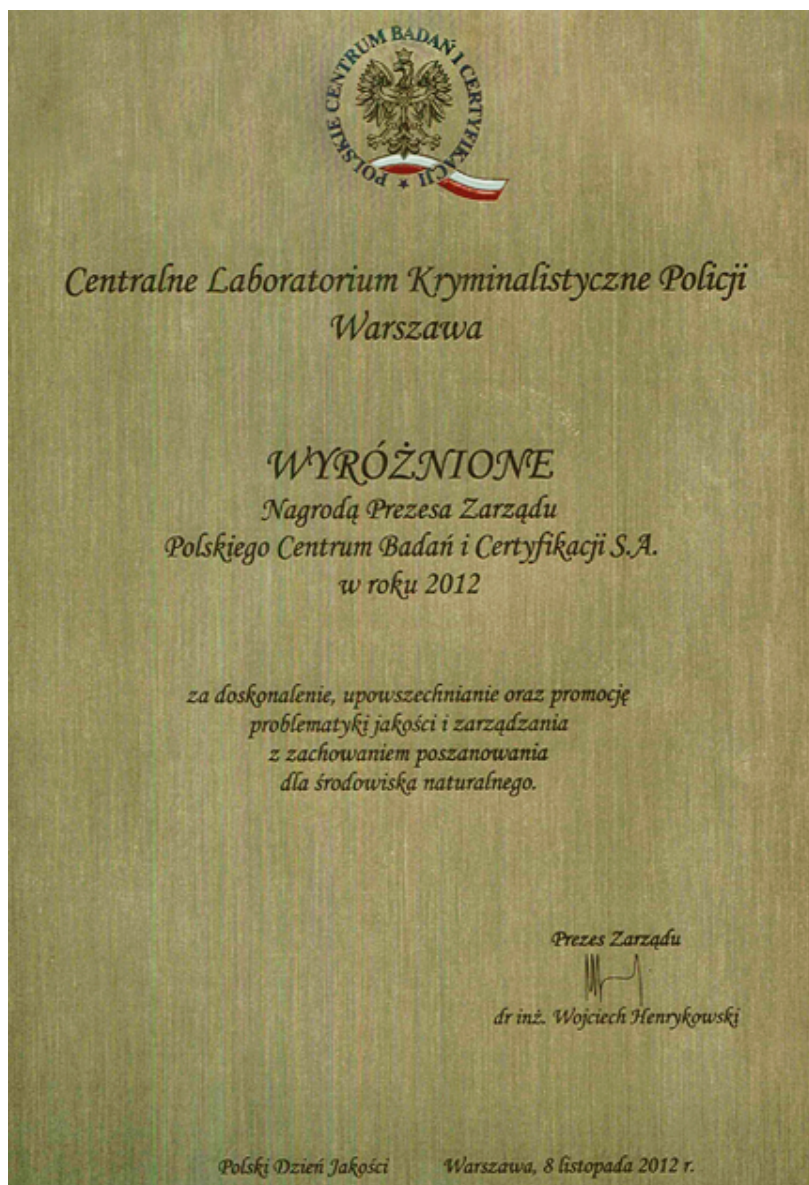 POLSKIE CENTRUM BADAŃ I CERTYFIKACJI
Centralne Laboratorium Kryminalistyczne Policji
Warszawa
WYRÓŻNIONE
Nagrodą Prezesa Zarządu
Polskiego Centrum Badań i Certyfikacji S.A.
w roku 2012
za doskonalenie, upowszechnianie oraz promocję
problematyki jakości i zarządzania
z zachowaniem poszanowania
dla środowiska naturalnego.
Prezes Zarządu
dr inż. Wojciech Henrykowski
Polski Dzień Jakości Warszawa, 8 listopada 2012 r.